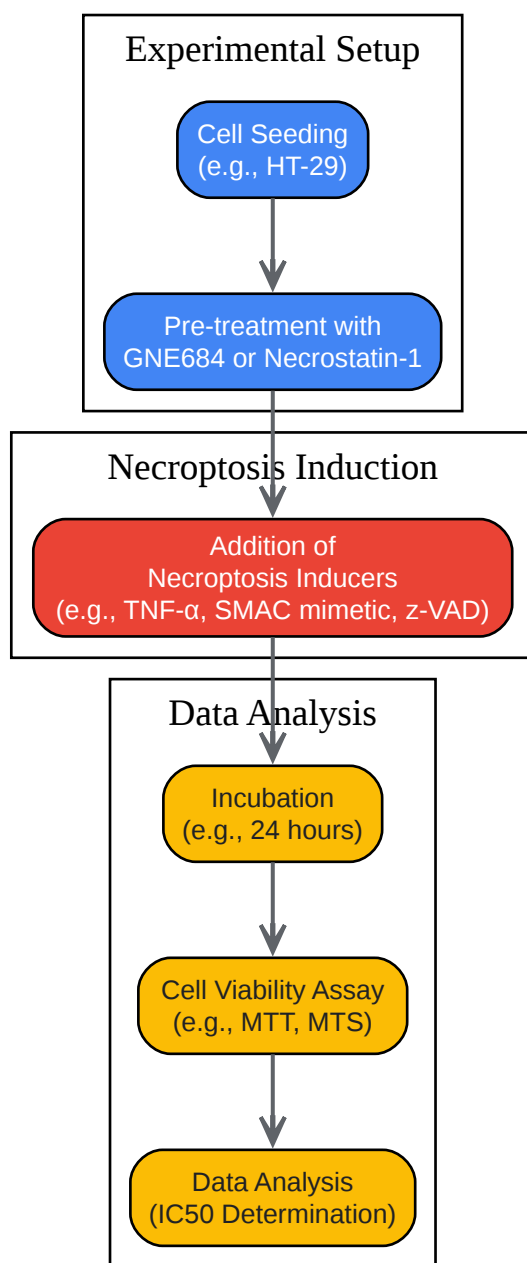 Experimental Setup
Cell Seeding
(e.g., HT-29)
Pre-treatment with
GNE684 or Necrostatin-1
Necroptosis Induction
Addition of
Necroptosis Inducers
(e.g., TNF-α, SMAC mimetic, z-VAD)
Data Analysis
Incubation
(e.g., 24 hours)
Cell Viability Assay
(e.g., MTT, MTS)
Data Analysis
(IC50 Determination)